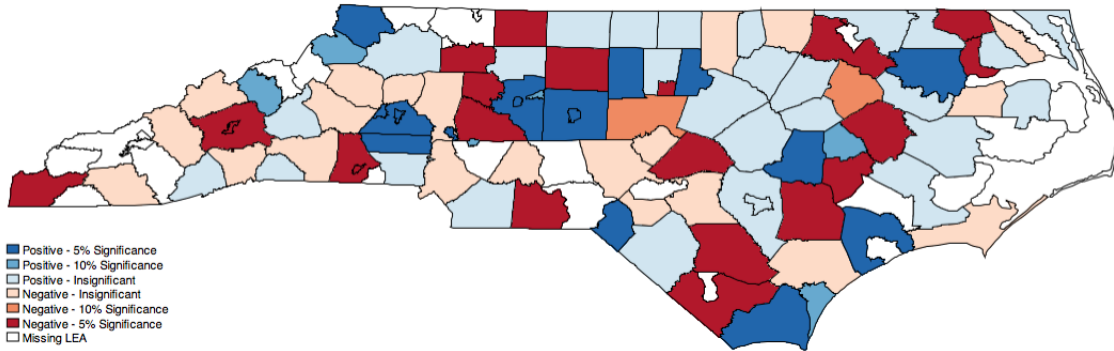 Positive - 5% Significance
Positive - 10% Significance
Positive - Insignificant
Negative - Insignificant
Negative - 10% Significance
Negative - 5% Significance
Missing LEA